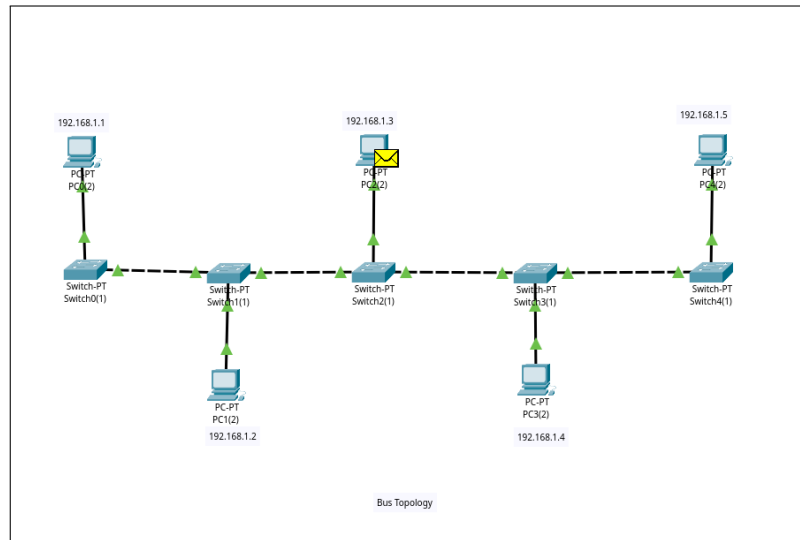 192.168.1.1
192.168.1.3
192.168.1.5
PC-PT
PC0(2)
PC-PT
PC2(2)
PC-PT
PC4(2)
Switch-PT
Switch0(1)
Switch-PT
Switch1(1)
Switch-PT
Switch2(1)
Switch-PT
Switch3(1)
Switch-PT
Switch4(1)
PC-PT
PC1(2)
192.168.1.2
PC-PT
PC3(2)
192.168.1.4
Bus Topology